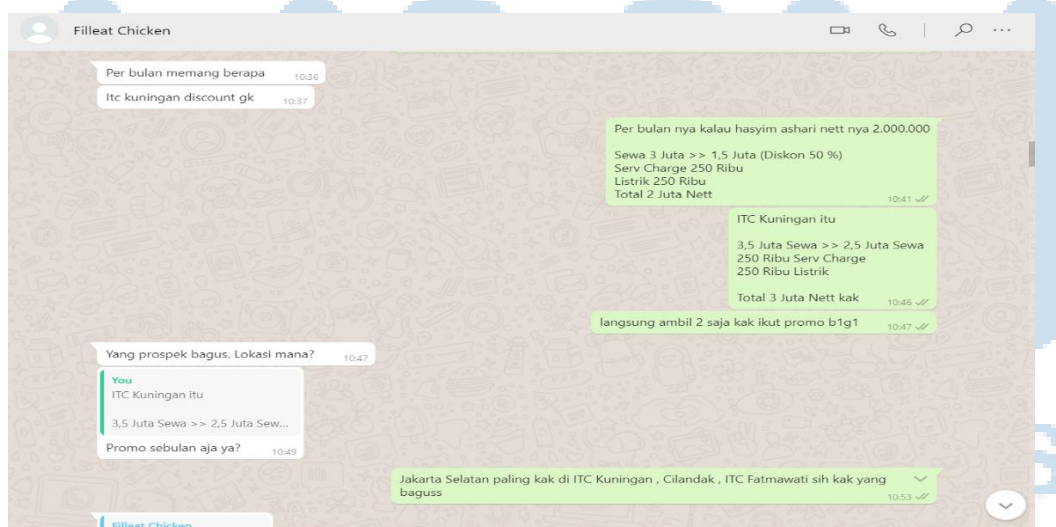 Filleat Chicken
Per bulan memang berapa
10:36
Itc kuningan discount gk
10:37
Per bulan nya kalau hasyim ashari nett nya 2.000.000
Sewa 3 Juta >> 1,5 Juta (Diskon 50 %)
Serv Charge 250 Ribu
Listrik 250 Ribu
Total 2 Juta Nett
10:41
ITC Kuningan itu
3,5 Juta Sewa >> 2,5 Juta Sewa
250 Ribu Serv Charge
250 Ribu Listrik
Total 3 Juta Nett kak
10:46
langsung ambil 2 saja kak ikut promo b1g1
10:47
Yang prospek bagus. Lokasi mana?
10:47
You
ITC Kuningan itu
3,5 Juta Sewa >> 2,5 Juta Sew...
Promo sebulan aja ya?
10:49
Jakarta Selatan paling kak di ITC Kuningan , Cilandak , ITC Fatmawati sih kak yang
baguss
10:53
Filleat Chicken